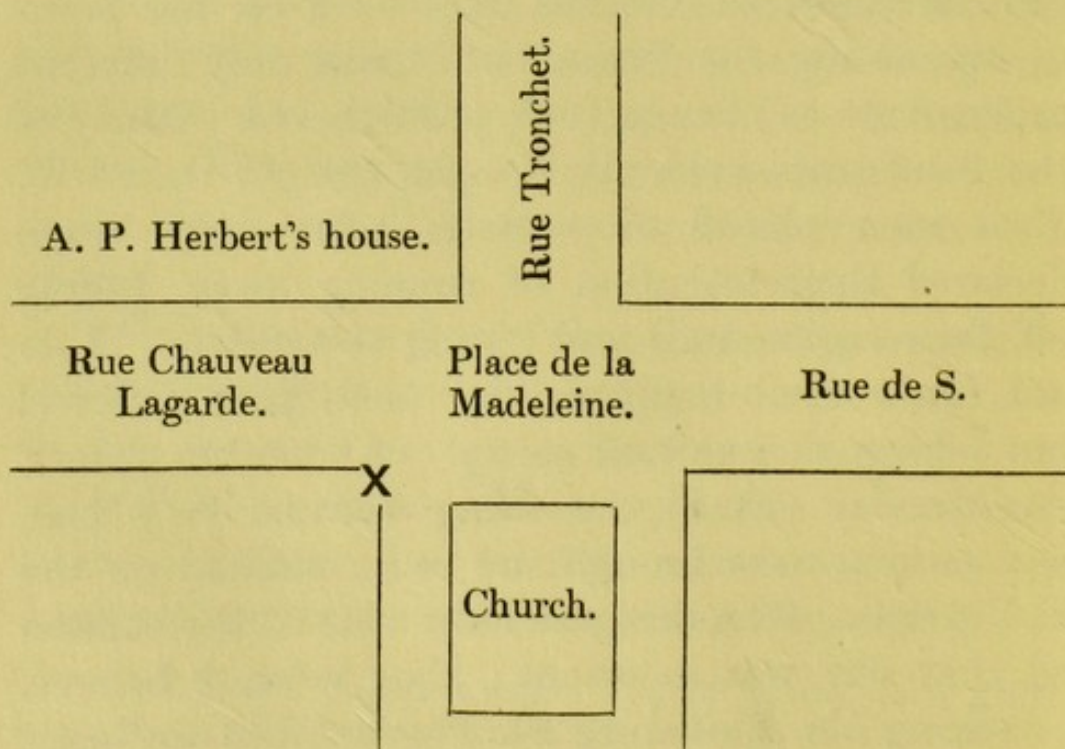 Rue Tronchet.
A. P. Herbert's house.
Rue Chauveau
Lagarde.
Place de la
Madeleine.
Rue de S.
X
Church.